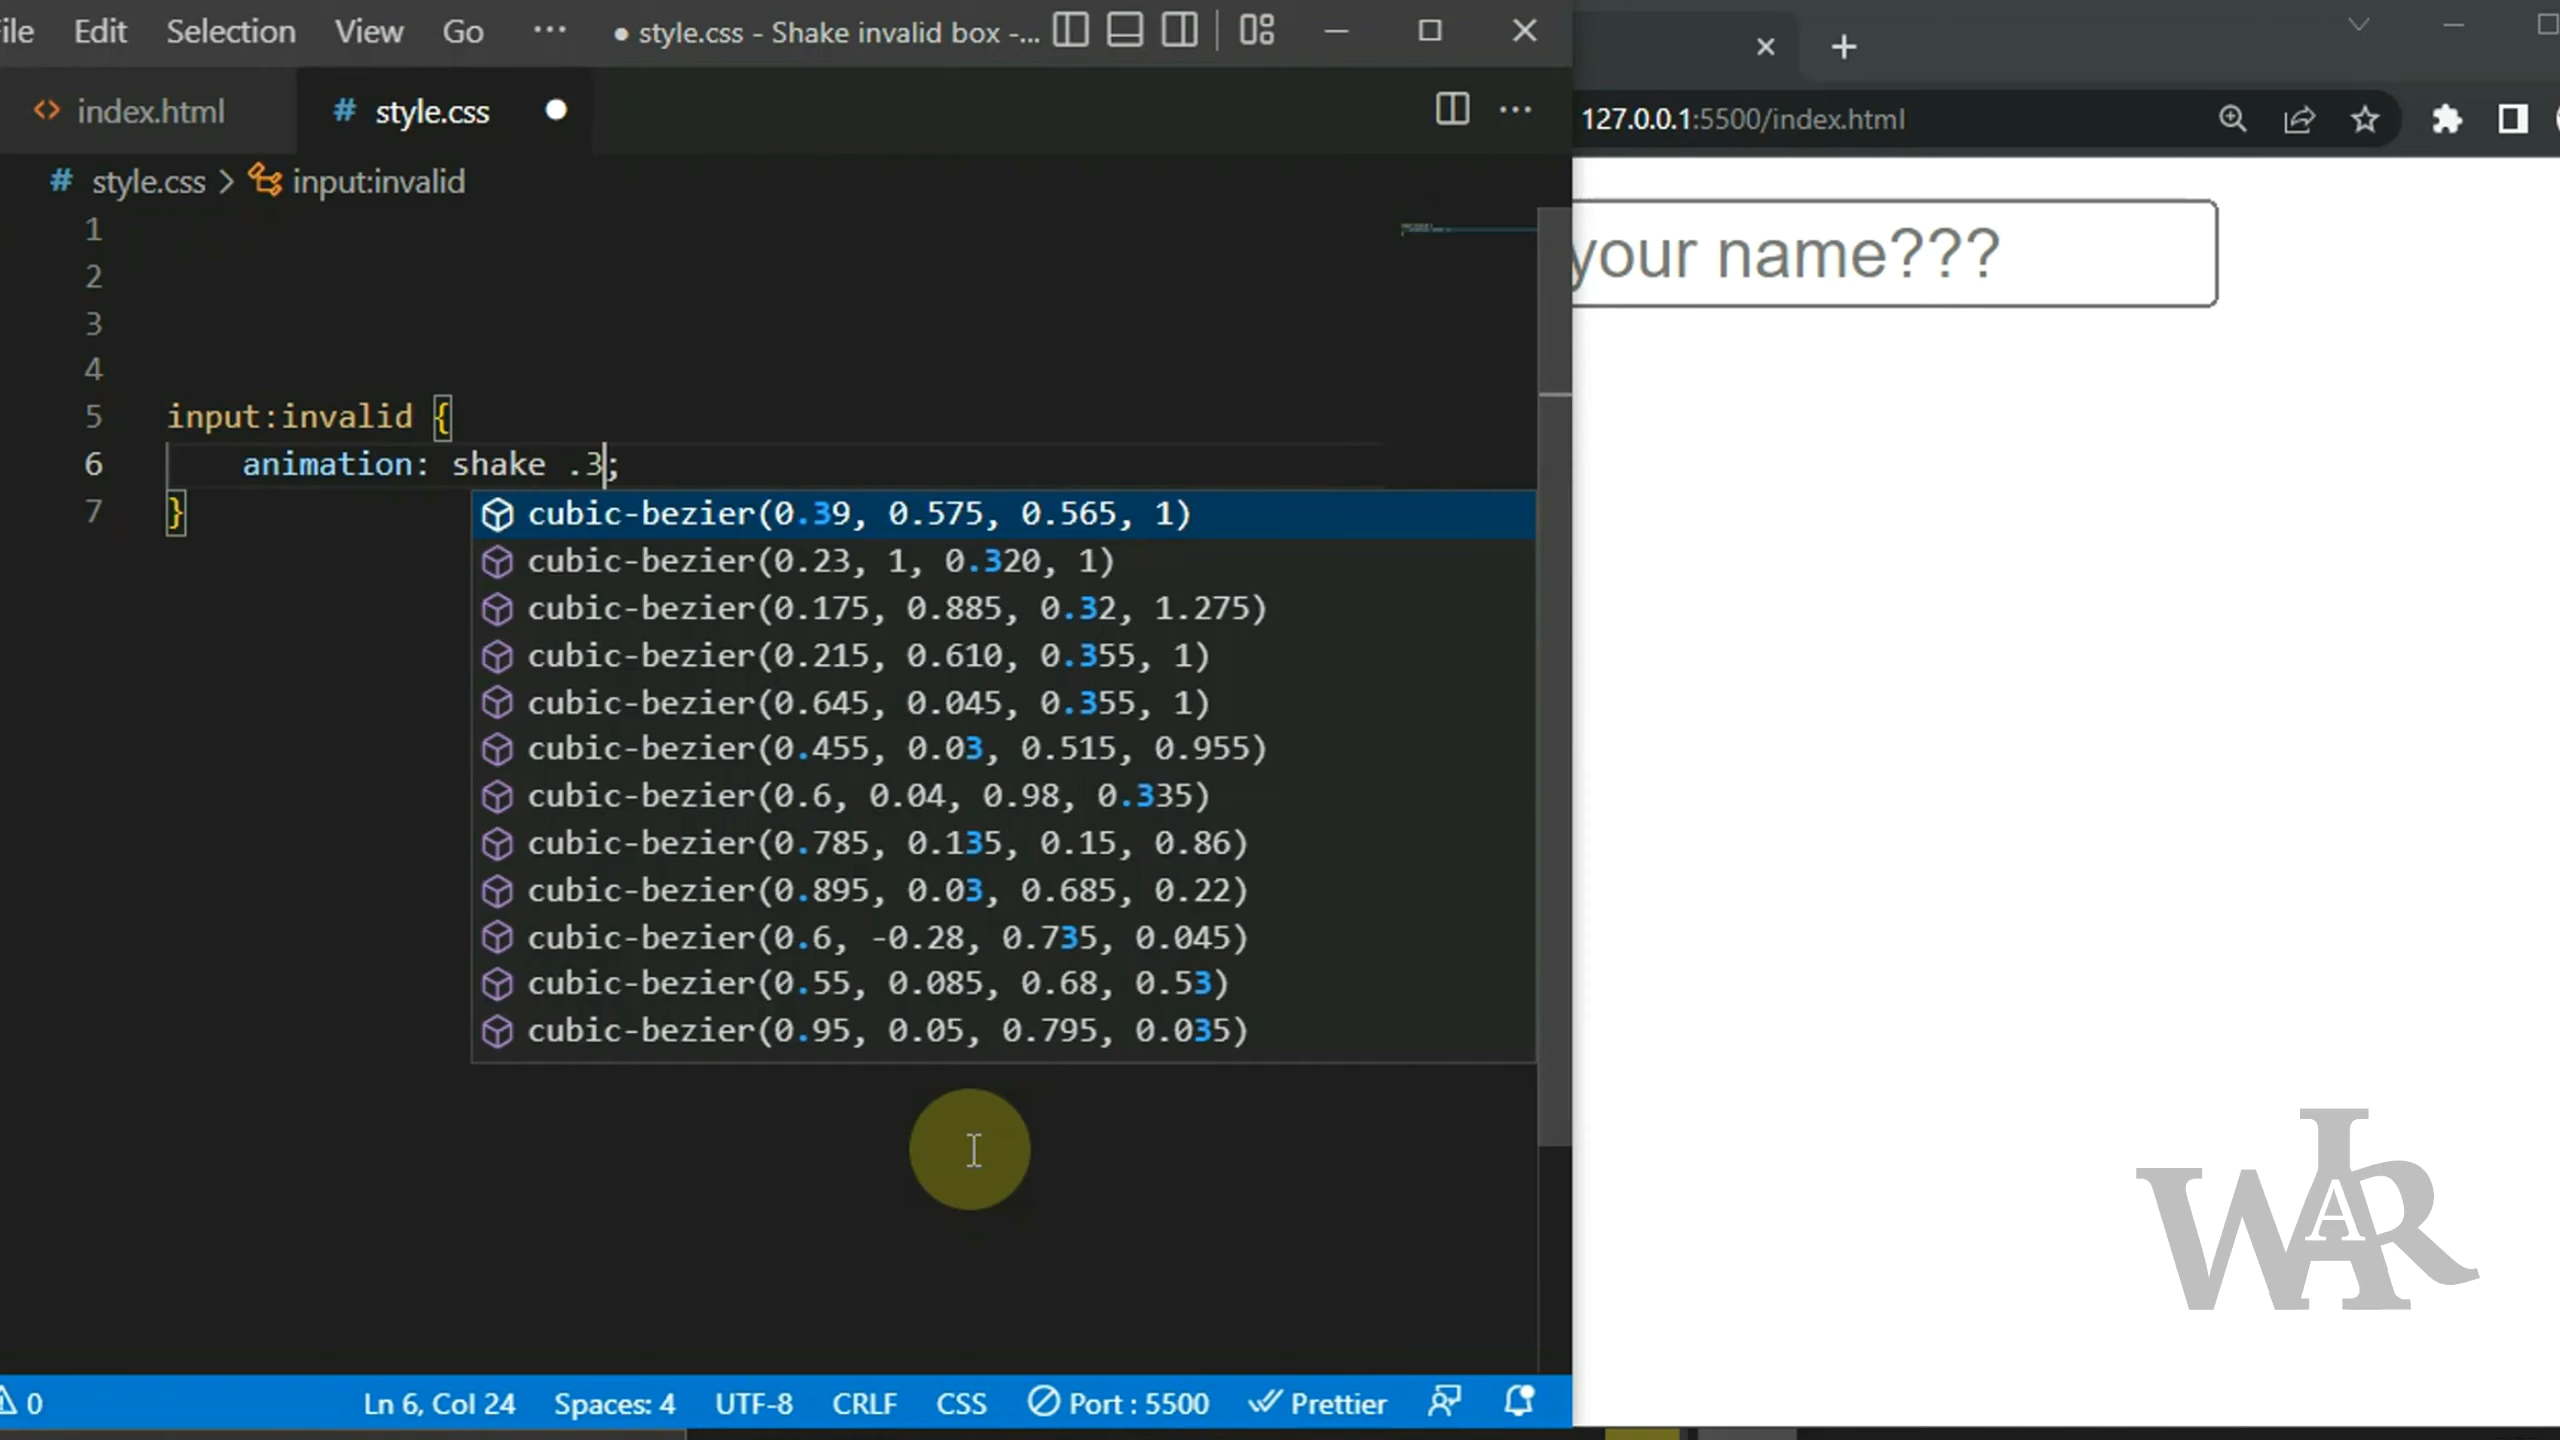 File Edit Selection View Go ··· ● style.css - Shake invalid box -...
index.html # style.css ●
# style.css > input:invalid
127.0.0.1:5500/index.html
your name???
1
2
3
4
5 input:invalid {
6 animation: shake .3;
7 }
cubic-bezier(0.39, 0.575, 0.565, 1)
cubic-bezier(0.23, 1, 0.320, 1)
cubic-bezier(0.175, 0.885, 0.32, 1.275)
cubic-bezier(0.215, 0.610, 0.355, 1)
cubic-bezier(0.645, 0.045, 0.355, 1)
cubic-bezier(0.455, 0.03, 0.515, 0.955)
cubic-bezier(0.6, 0.04, 0.98, 0.335)
cubic-bezier(0.785, 0.135, 0.15, 0.86)
cubic-bezier(0.895, 0.03, 0.685, 0.22)
cubic-bezier(0.6, -0.28, 0.735, 0.045)
cubic-bezier(0.55, 0.085, 0.68, 0.53)
cubic-bezier(0.95, 0.05, 0.795, 0.035)
WIAR
0 Ln 6, Col 24 Spaces: 4 UTF-8 CRLF CSS Port : 5500 Prettier